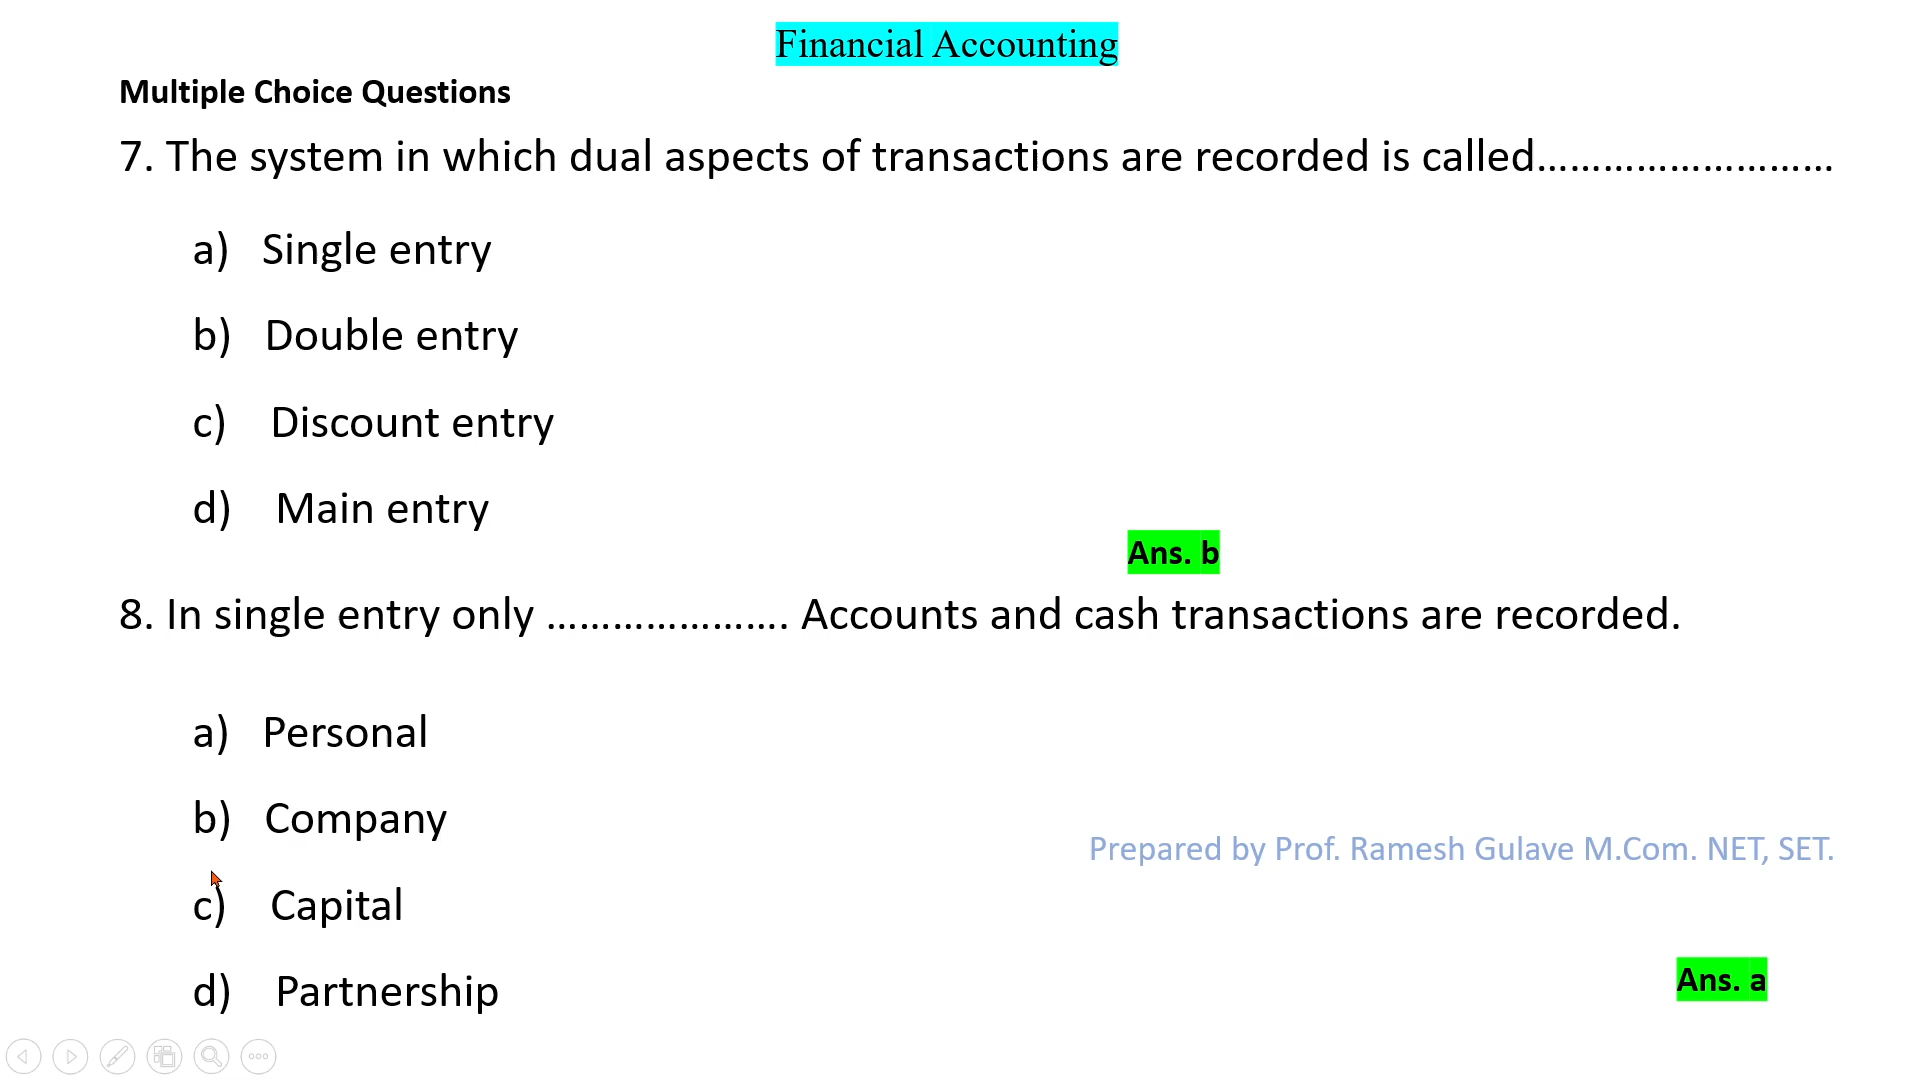 Financial Accounting
Multiple Choice Questions
7. The system in which dual aspects of transactions are recorded is called………………………
a) Single entry
b) Double entry
c) Discount entry
d) Main entry
Ans. b
8. In single entry only …………………. Accounts and cash transactions are recorded.
a) Personal
b) Company
Prepared by Prof. Ramesh Gulave M.Com. NET, SET.
c) Capital
d) Partnership
Ans. a